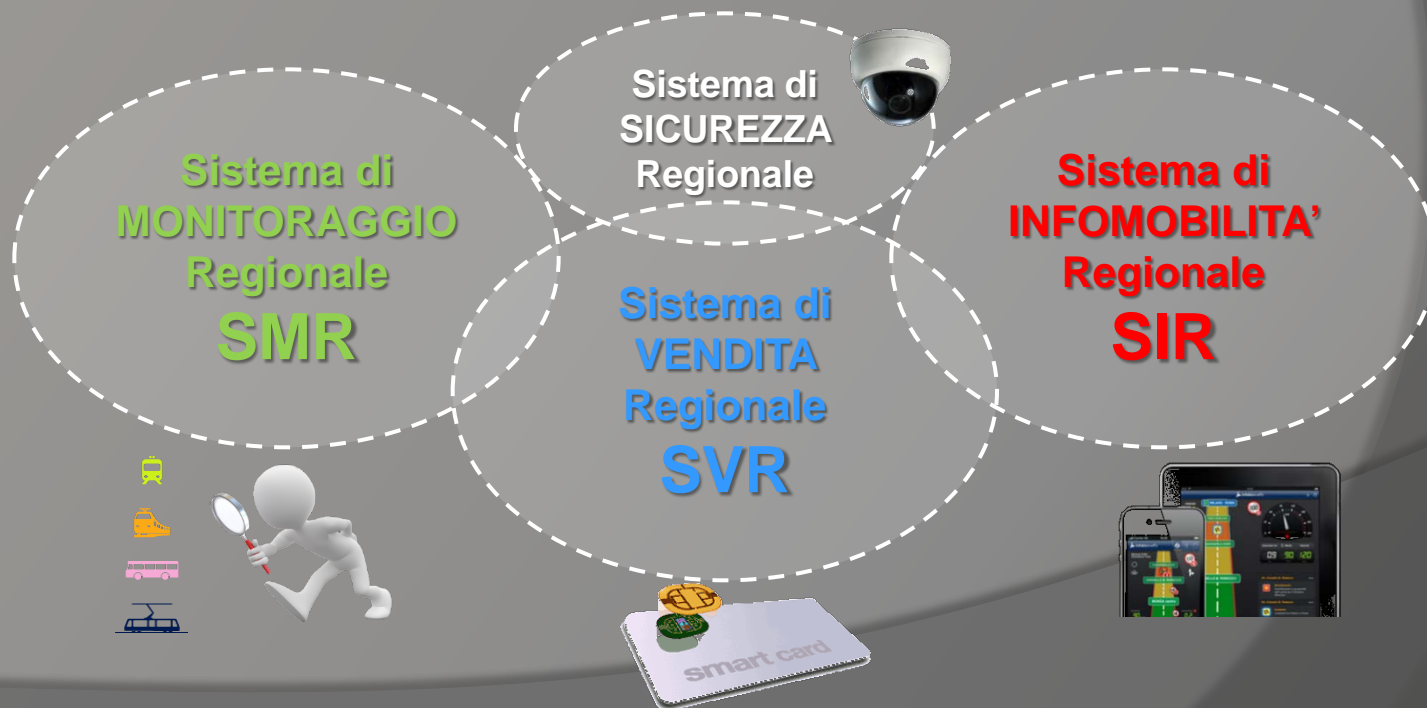 Sistema di
SICUREZZA
Regionale
Sistema di
MONITORAGGIO
Regionale
SMR
Sistema di
INFOMOBILITA’
Regionale
SIR
Sistema di
VENDITA
Regionale
SVR
smart card